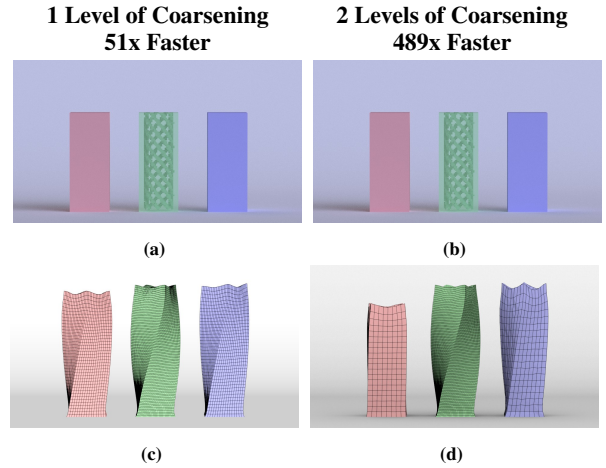 1 Level of Coarsening
51x Faster
2 Levels of Coarsening
489x Faster
(a)
(b)
(c)
(d)